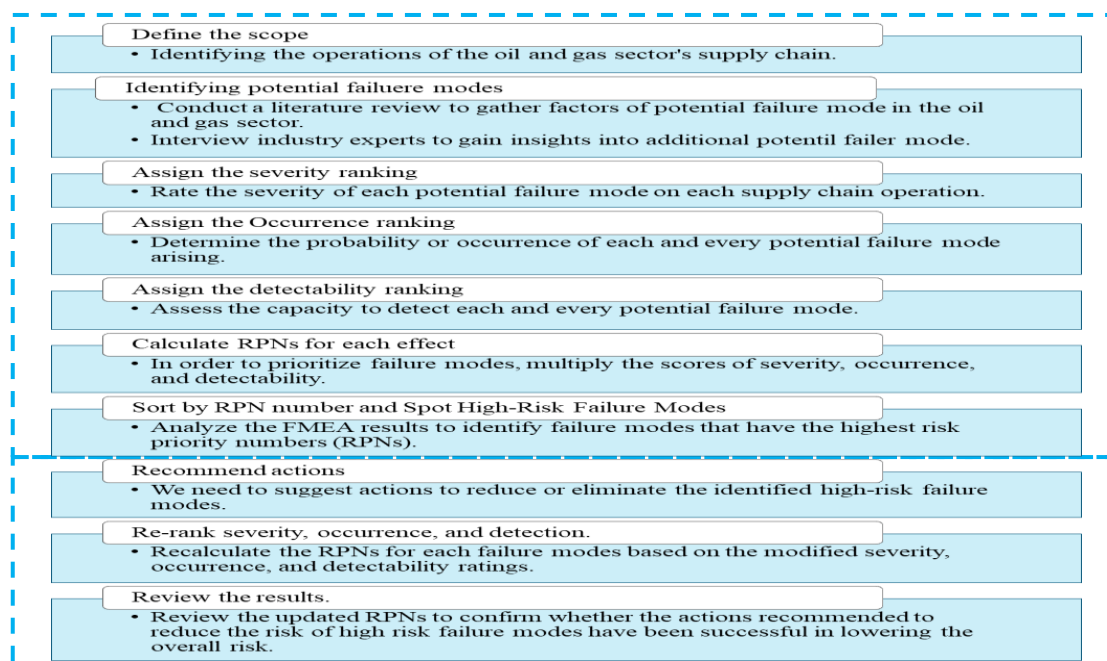 Define the scope
• Identifying the operations of the oil and gas sector's supply chain.
Identifying potential failuere modes
• Conduct a literature review to gather factors of potential failure mode in the oil
and gas sector.
• Interview industry experts to gain insights into additional potentil failer mode.
Assign the severity ranking
• Rate the severity of each potential failure mode on each supply chain operation.
Assign the Occurrence ranking
• Determine the probability or occurrence of each and every potential failure mode
arising.
Assign the detectability ranking
• Assess the capacity to detect each and every potential failure mode.
Calculate RPNs for each effect
• In order to prioritize failure modes, multiply the scores of severity, occurrence,
and detectability.
Sort by RPN number and Spot High-Risk Failure Modes
• Analyze the FMEA results to identify failure modes that have the highest risk
priority numbers (RPNs).
Recommend actions
• We need to suggest actions to reduce or eliminate the identified high-risk failure
modes.
Re-rank severity, occurrence, and detection.
• Recalculate the RPNs for each failure modes based on the modified severity,
occurrence, and detectability ratings.
Review the results.
• Review the updated RPNs to confirm whether the actions recommended to
reduce the risk of high risk failure modes have been successful in lowering the
overall risk.